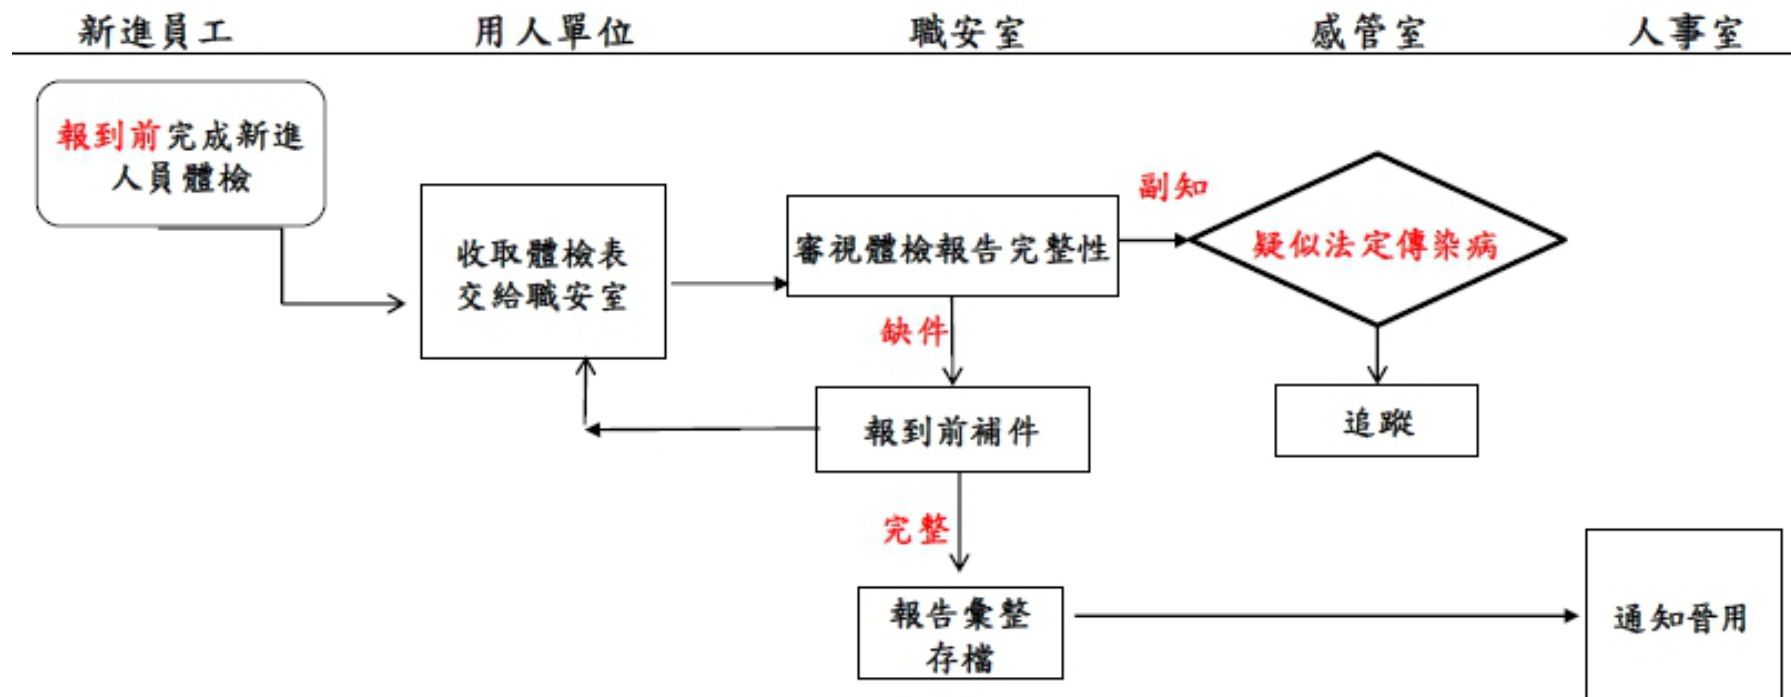 新進員工 用人單位 職安室 感管室 人事室
報到前完成新進
人員體檢
收取體檢表
交給職安室
審視體檢報告完整性
副知
疑似法定傳染病
缺件
報到前補件
追蹤
完整
報告彙整
存檔
通知晉用